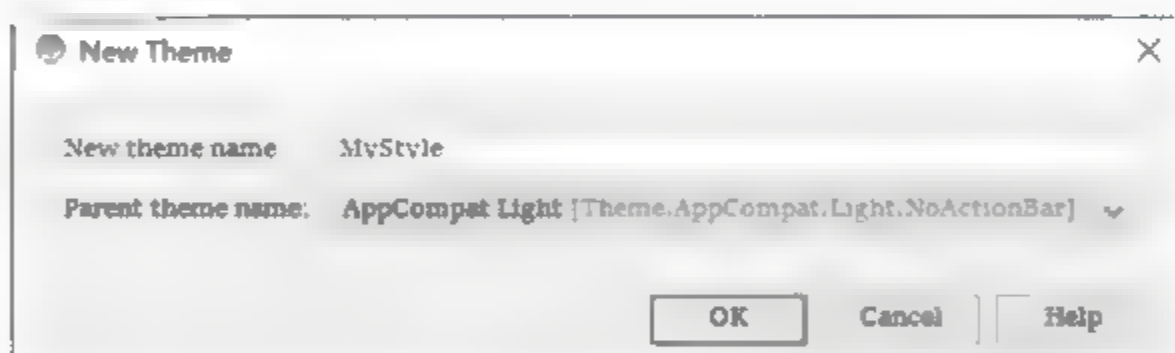 New Theme
New theme name MyStyle
Parent theme name: AppCompat Light [Theme.AppCompat.Light.NoActionBar]
OK Cancel Help